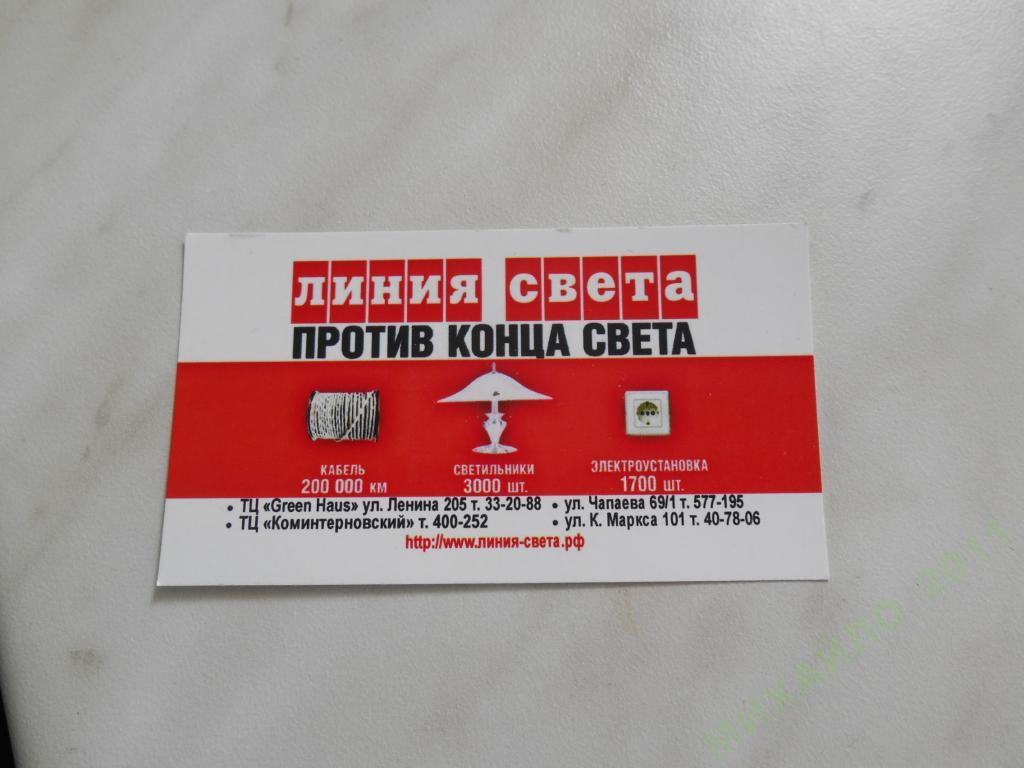 ЛИНИЯ СВЕТА
ПРОТИВ КОНЦА СВЕТА
КАБЕЛЬ
200 000 КМ
СВЕТИЛЬНИКИ
3000 ШТ.
ЭЛЕКТРОУСТАНОВКА
1700 ШТ.
• ТЦ «Green Haus» ул. Ленина 205 т. 33-20-88
• ТЦ «Коминтерновский» т. 400-252
• ул. Чапаева 69/1 т. 577-195
• ул. К. Маркса 101 т. 40-78-06
http://www.линия-света.рф
михайло 2011